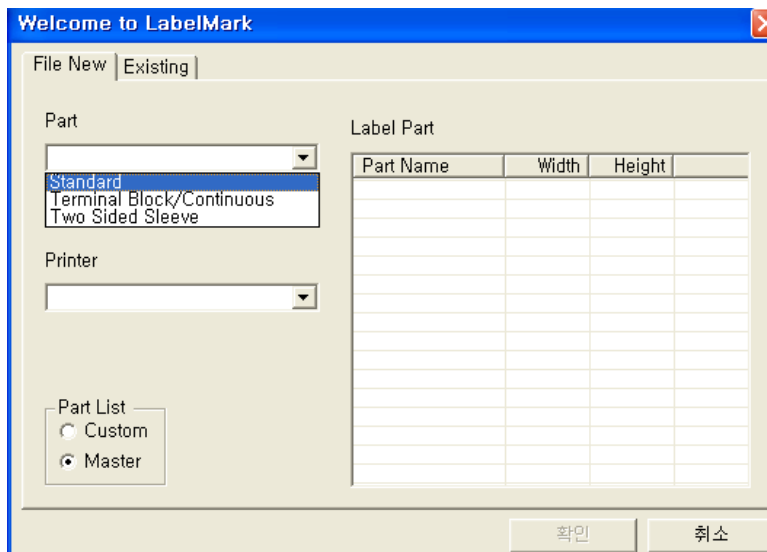 Welcome to LabelMark
File New Existing
Part
Standard
Terminal Block/Continuous
Two Sided Sleeve
Printer
Part List
Custom
Master
Label Part
Part Name Width Height
확인 취소